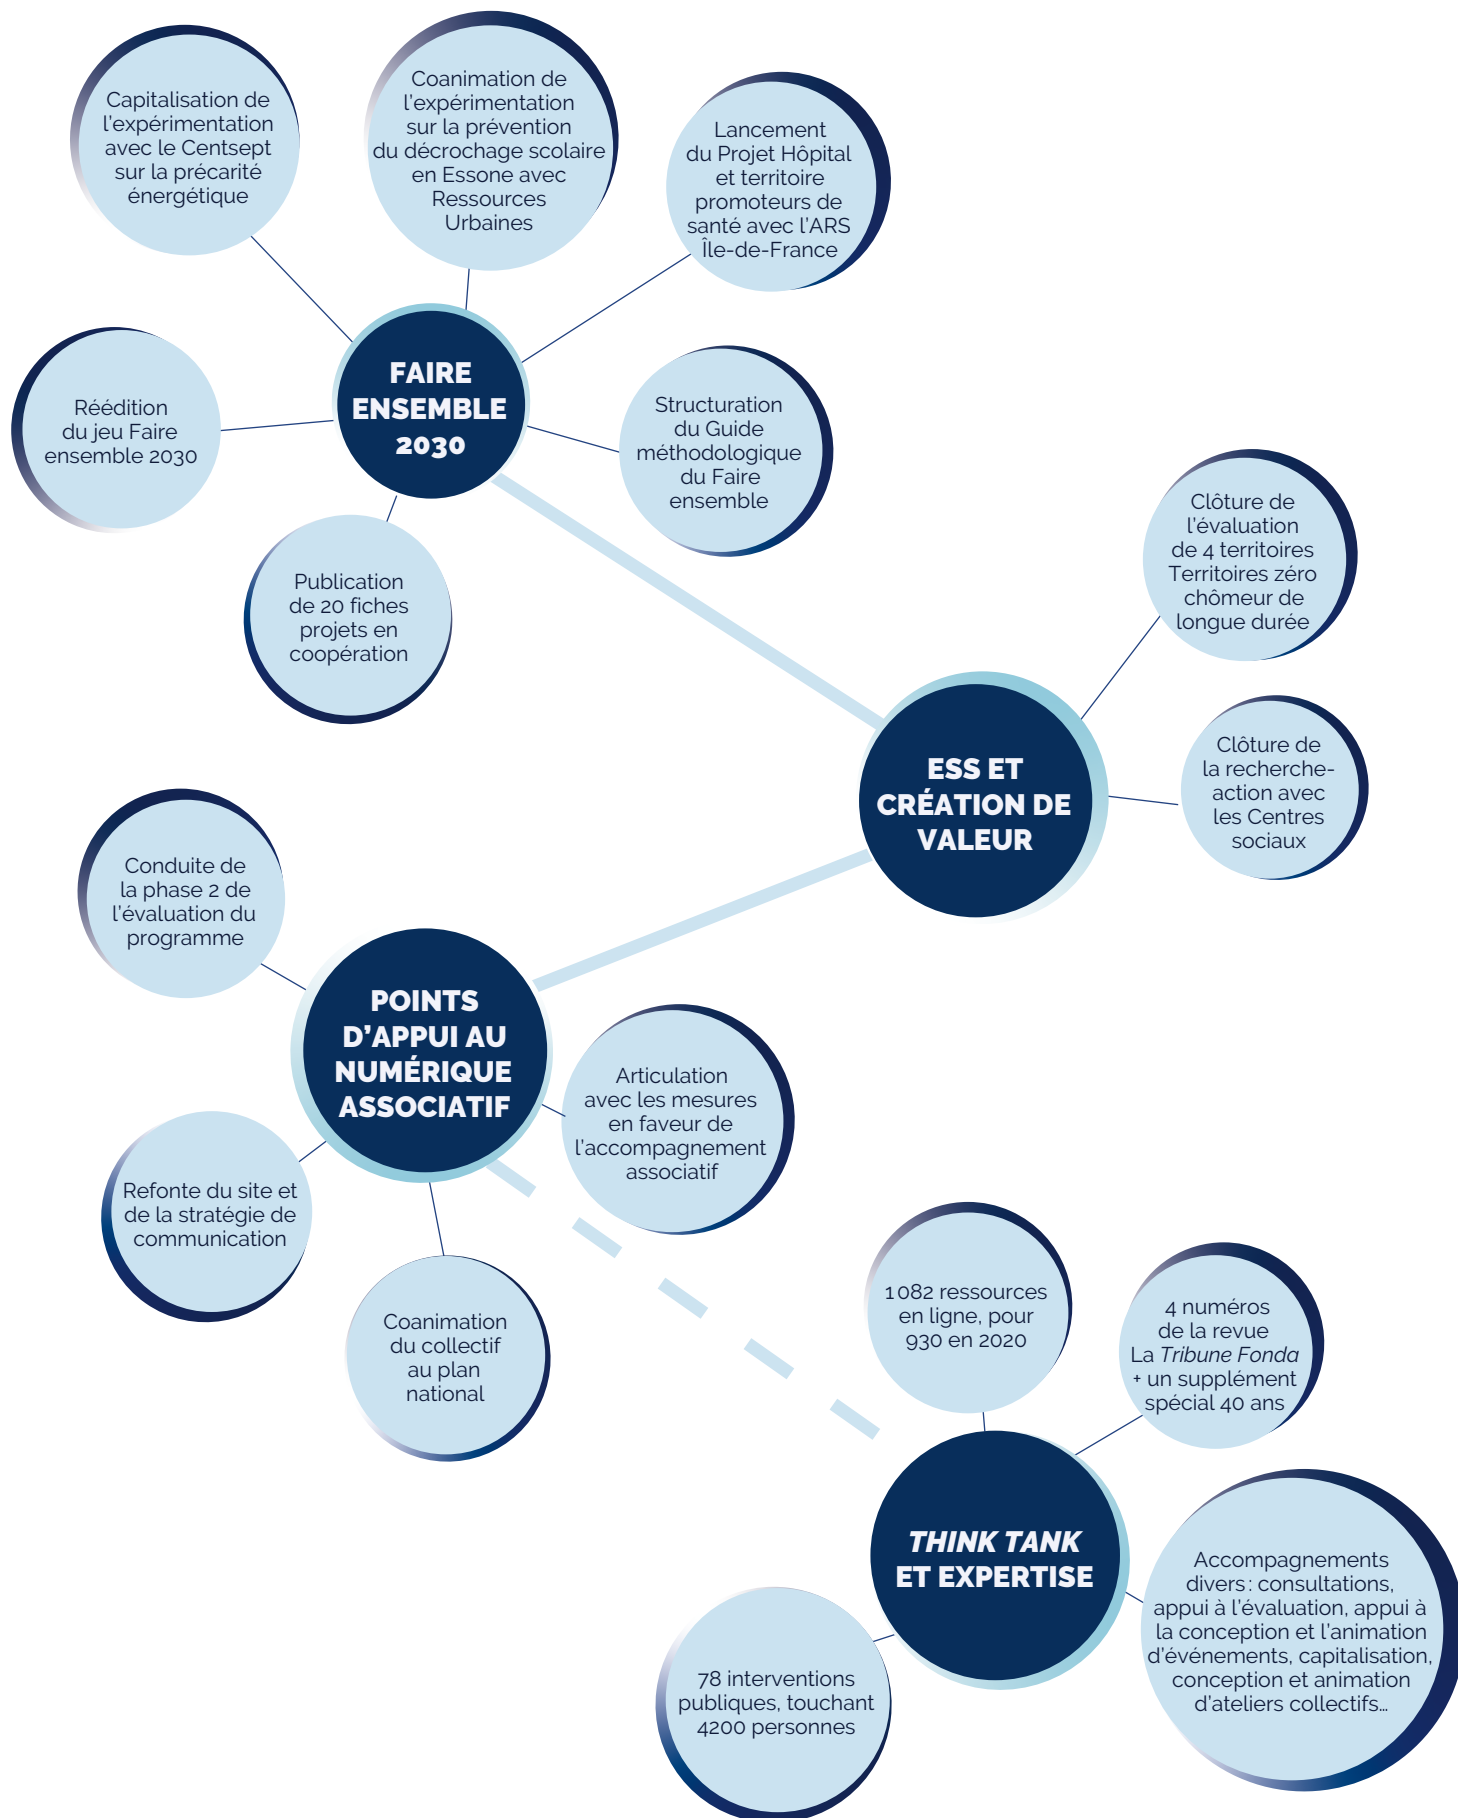 Capitalisation de
l'expérimentation
avec le Centsept
sur la précarité
énergétique
Coanimation de
l'expérimentation
sur la prévention
du décrochage scolaire
en Essone avec
Ressources
Urbaines
Lancement
du Projet Hôpital
et territoire
promoteurs de
santé avec l'ARS
Île-de-France
FAIRE
ENSEMBLE
2030
Réédition
du jeu Faire
ensemble 2030
Structuration
du Guide
méthodologique
du Faire
ensemble
Publication
de 20 fiches
projets en
coopération
Clôture de
l'évaluation
de 4 territoires
Territoires zéro
chômeur de
longue durée
ESS ET
CRÉATION DE
VALEUR
Clôture de
la recherche-
action avec
les Centres
sociaux
Conduite de
la phase 2 de
l'évaluation du
programme
POINTS
D'APPUI AU
NUMÉRIQUE
ASSOCIATIF
Articulation
avec les mesures
en faveur de
l'accompagnement
associatif
Refonte du site et
de la stratégie de
communication
Coanimation
du collectif
au plan
national
1 082 ressources
en ligne, pour
930 en 2020
4 numéros
de la revue
La Tribune Fonda
+ un supplément
spécial 40 ans
THINK TANK
ET EXPERTISE
Accompagnements
divers : consultations,
appui à l'évaluation, appui à
la conception et l'animation
d'événements, capitalisation,
conception et animation
d'ateliers collectifs…
78 interventions
publiques, touchant
4200 personnes